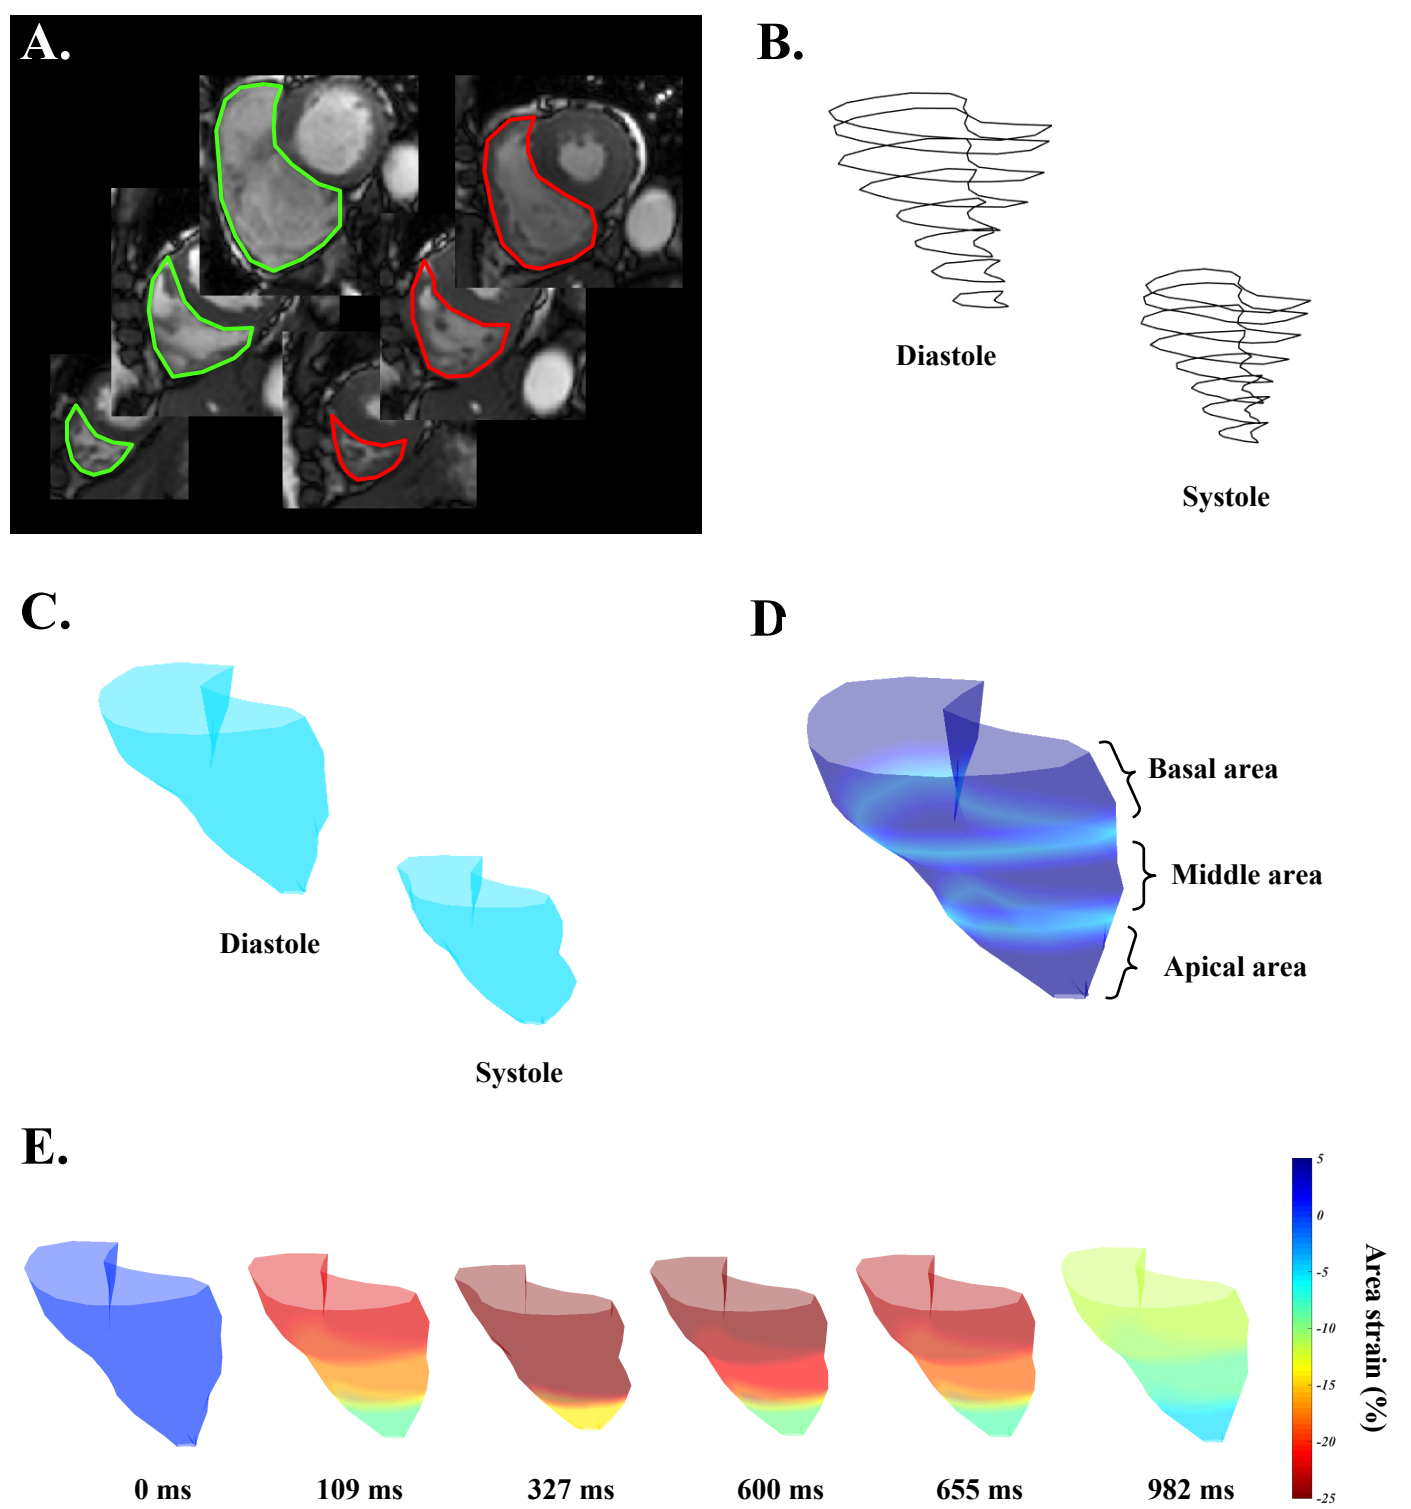 A.
B.
Diastole
Systole
C.
D
Diastole
Systole
Basal area
Middle area
Apical area
E.
5
0
-5
-10
-15
-20
-25
Area strain (%)
0 ms
109 ms
327 ms
600 ms
655 ms
982 ms